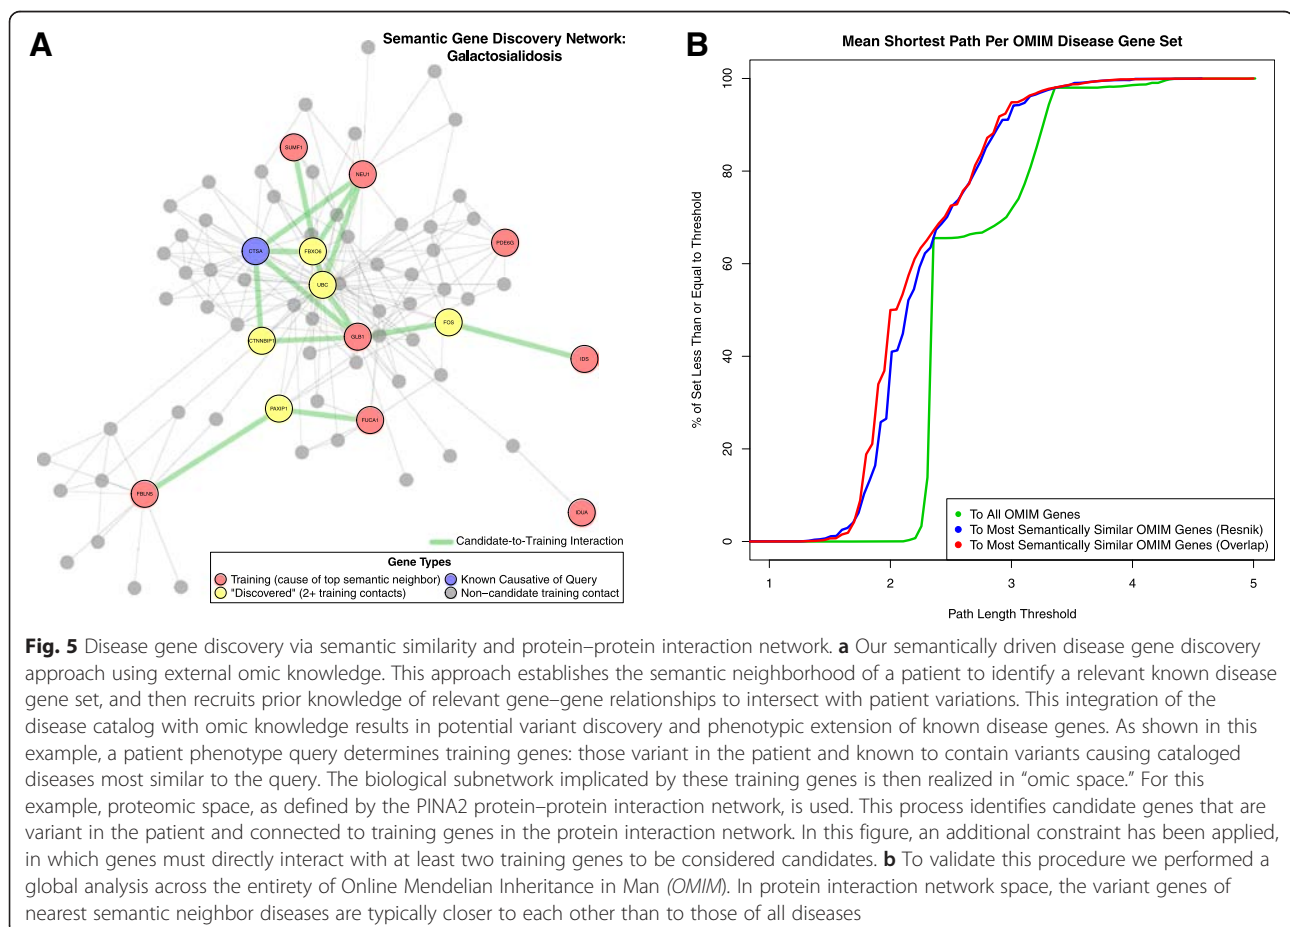 A
Semantic Gene Discovery Network:
Galactosialidosis
SUMF1
NEU1
CTSA
FBXO6
PDE6G
UBC
FOS
CTNNBIP1
GLB1
IDS
PAXIP1
FUCA1
FBLN5
IDUA
Candidate-to-Training Interaction
Gene Types
Training (cause of top semantic neighbor)
Known Causative of Query
"Discovered" (2+ training contacts)
Non-candidate training contact
B
Mean Shortest Path Per OMIM Disease Gene Set
% of Set Less Than or Equal to Threshold
100
80
60
40
20
0
1 2 3 4 5
Path Length Threshold
To All OMIM Genes
To Most Semantically Similar OMIM Genes (Resnik)
To Most Semantically Similar OMIM Genes (Overlap)
Fig. 5 Disease gene discovery via semantic similarity and protein–protein interaction network. a Our semantically driven disease gene discovery
approach using external omic knowledge. This approach establishes the semantic neighborhood of a patient to identify a relevant known disease
gene set, and then recruits prior knowledge of relevant gene–gene relationships to intersect with patient variations. This integration of the
disease catalog with omic knowledge results in potential variant discovery and phenotypic extension of known disease genes. As shown in this
example, a patient phenotype query determines training genes: those variant in the patient and known to contain variants causing cataloged
diseases most similar to the query. The biological subnetwork implicated by these training genes is then realized in “omic space.” For this
example, proteomic space, as defined by the PINA2 protein–protein interaction network, is used. This process identifies candidate genes that are
variant in the patient and connected to training genes in the protein interaction network. In this figure, an additional constraint has been applied,
in which genes must directly interact with at least two training genes to be considered candidates. b To validate this procedure we performed a
global analysis across the entirety of Online Mendelian Inheritance in Man (OMIM). In protein interaction network space, the variant genes of
nearest semantic neighbor diseases are typically closer to each other than to those of all diseases